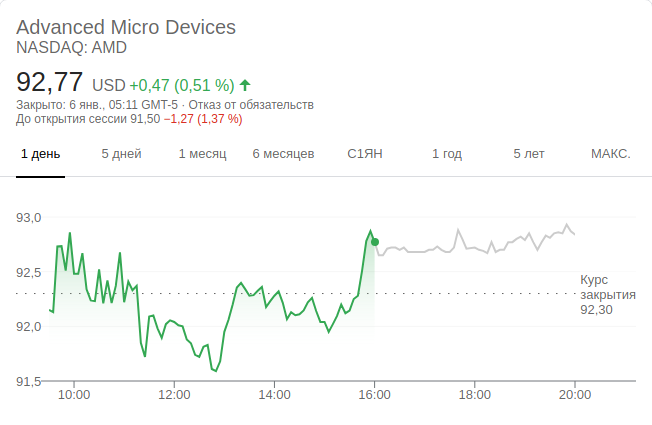 Advanced Micro Devices
NASDAQ: AMD
92,77 USD +0,47 (0,51 %)
Закрыто: 6 янв., 05:11 GMT-5 · Отказ от обязательств
До открытия сессии 91,50 −1,27 (1,37 %)
1 день 5 дней 1 месяц 6 месяцев С1ЯН 1 год 5 лет МАКС.
93,0
92,5
Курс
закрытия
92,30
92,0
91,5
10:00 12:00 14:00 16:00 18:00 20:00